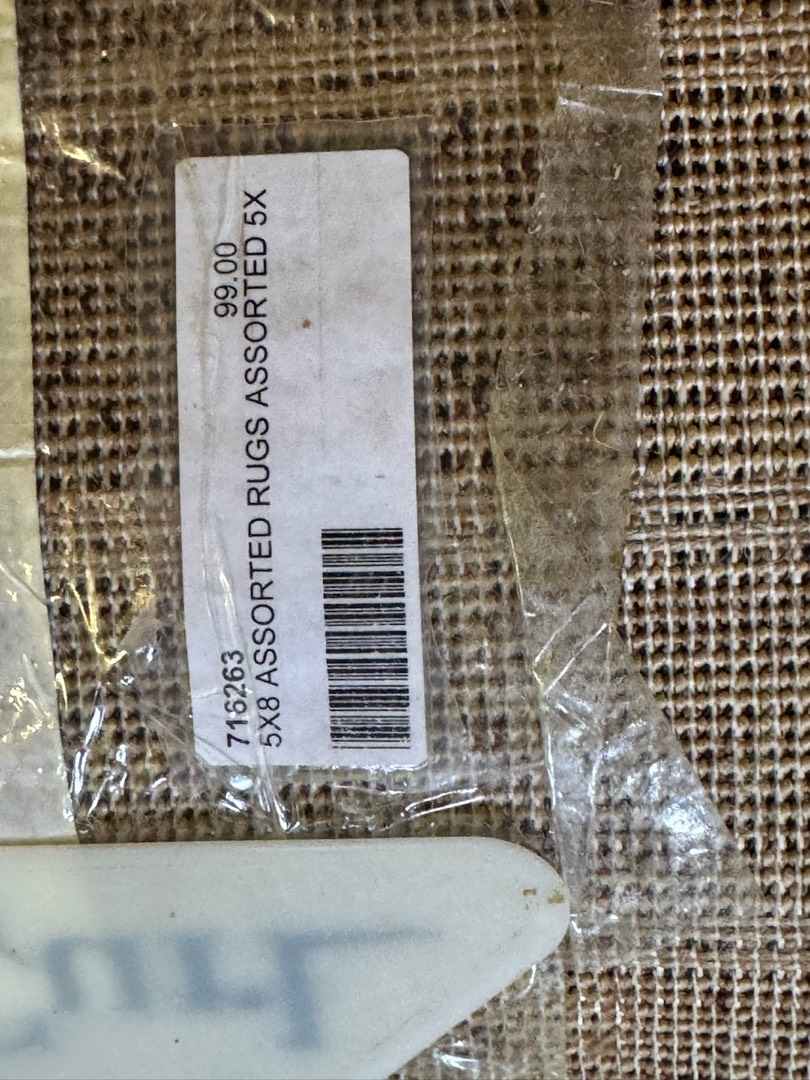 716263 99.00
5X8 ASSORTED RUGS ASSORTED 5X